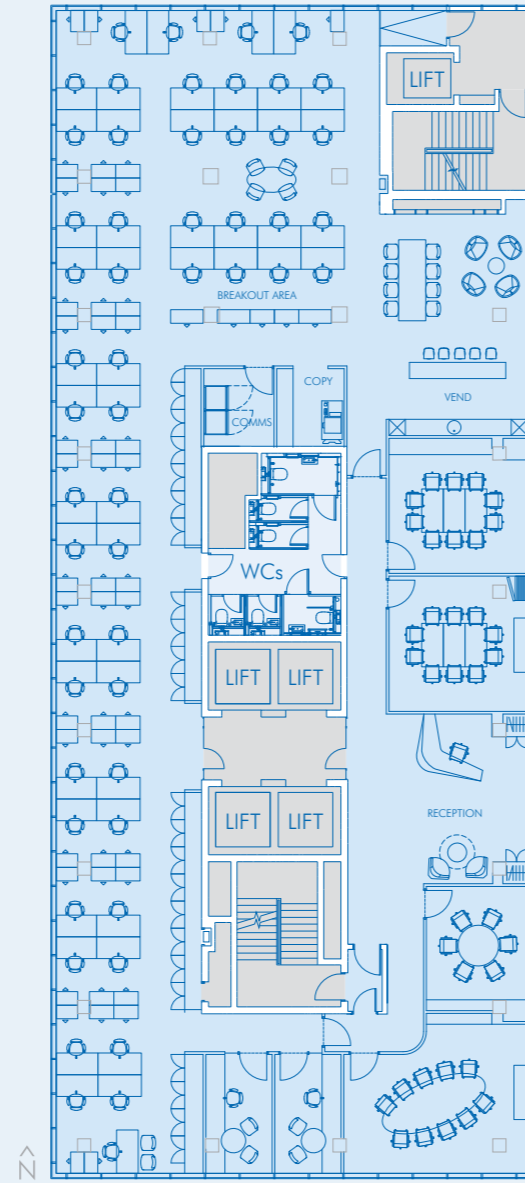 LIFT
BREAKOUT AREA
COPY
VEND
COMMS
WCs
LIFT LIFT
RECEPTION
LIFT LIFT
N